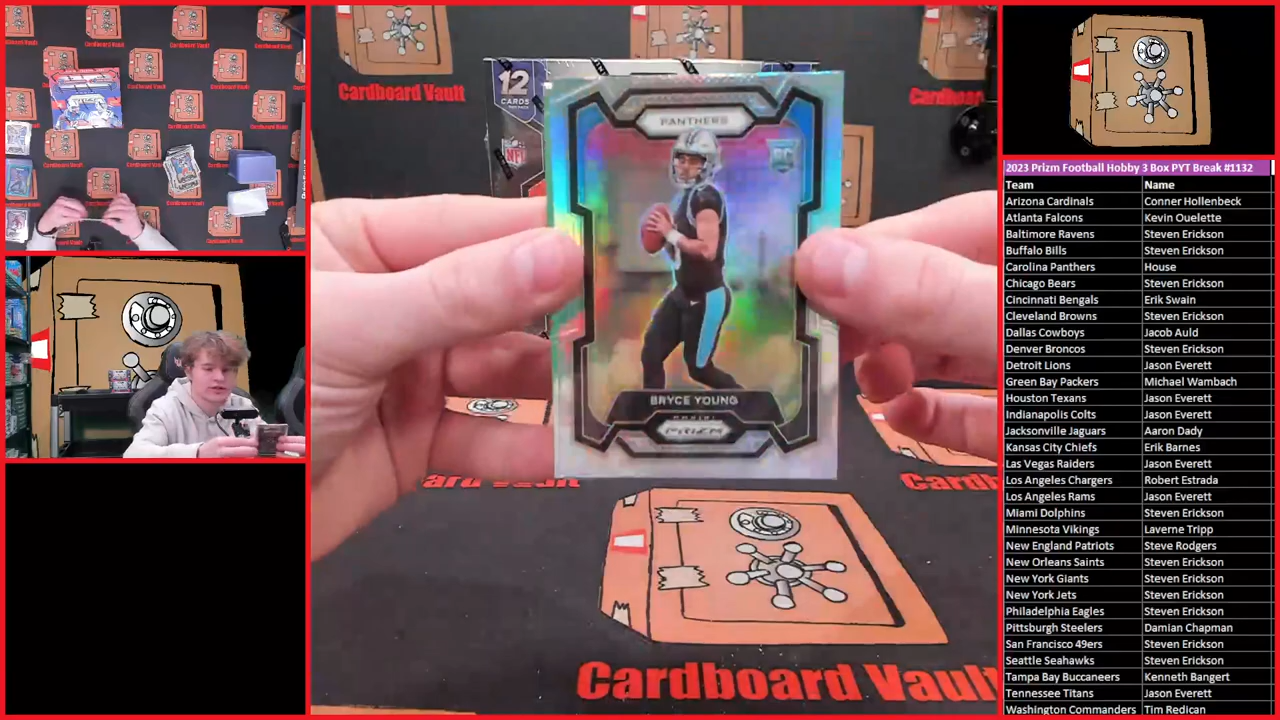 Cardboard Vault
Cardboard Vault
12
CARDS
NFL
PANTHERS
RC
BRYCE YOUNG
PANINI
PRIZM
Cardboard Vault
2023 Prizm Football Hobby 3 Box PYT Break #1132
Team Name
Arizona Cardinals Conner Hollenbeck
Atlanta Falcons Kevin Ouelette
Baltimore Ravens Steven Erickson
Buffalo Bills Steven Erickson
Carolina Panthers House
Chicago Bears Steven Erickson
Cincinnati Bengals Erik Swain
Cleveland Browns Steven Erickson
Dallas Cowboys Jacob Auld
Denver Broncos Steven Erickson
Detroit Lions Jason Everett
Green Bay Packers Michael Wambach
Houston Texans Jason Everett
Indianapolis Colts Jason Everett
Jacksonville Jaguars Aaron Dady
Kansas City Chiefs Erik Barnes
Las Vegas Raiders Jason Everett
Los Angeles Chargers Robert Estrada
Los Angeles Rams Jason Everett
Miami Dolphins Steven Erickson
Minnesota Vikings Laverne Tripp
New England Patriots Steve Rodgers
New Orleans Saints Steven Erickson
New York Giants Steven Erickson
New York Jets Steven Erickson
Philadelphia Eagles Steven Erickson
Pittsburgh Steelers Damian Chapman
San Francisco 49ers Steven Erickson
Seattle Seahawks Steven Erickson
Tampa Bay Buccaneers Kenneth Bangert
Tennessee Titans Jason Everett
Washington Commanders Tim Redican